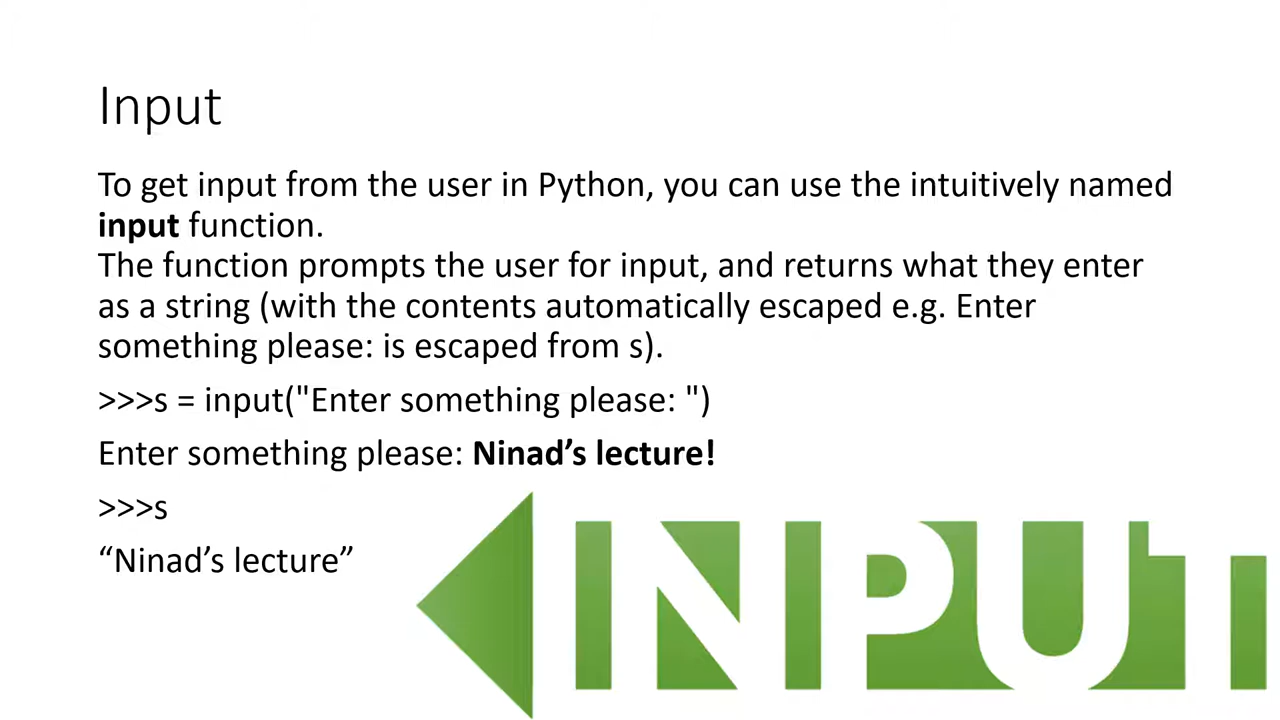 Input
To get input from the user in Python, you can use the intuitively named
input function.
The function prompts the user for input, and returns what they enter
as a string (with the contents automatically escaped e.g. Enter
something please: is escaped from s).
>>>s = input("Enter something please: ")
Enter something please: Ninad’s lecture!
>>>s
“Ninad’s lecture”
INPUT